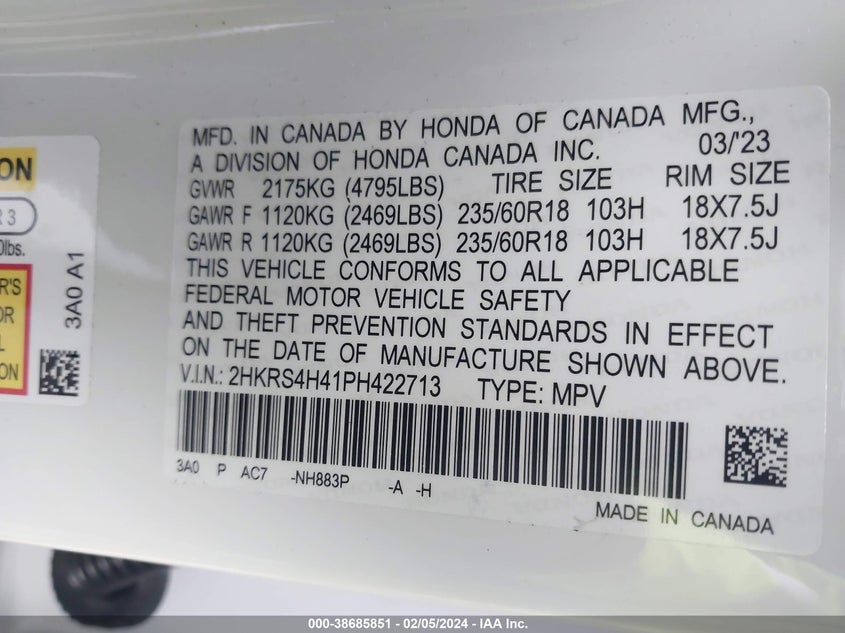 ON
R 3
0lbs.
R'S
OR
L
ION
3A0 A1
MFD. IN CANADA BY HONDA OF CANADA MFG.,
A DIVISION OF HONDA CANADA INC. 03/'23
GVWR 2175KG (4795LBS) TIRE SIZE RIM SIZE
GAWR F 1120KG (2469LBS) 235/60R18 103H 18X7.5J
GAWR R 1120KG (2469LBS) 235/60R18 103H 18X7.5J
THIS VEHICLE CONFORMS TO ALL APPLICABLE
FEDERAL MOTOR VEHICLE SAFETY
AND THEFT PREVENTION STANDARDS IN EFFECT
ON THE DATE OF MANUFACTURE SHOWN ABOVE.
V.I.N.: 2HKRS4H41PH422713 TYPE: MPV
3A0 P AC7 -NH883P -A -H
MADE IN CANADA
000-38685851 - 02/05/2024 - IAA Inc.